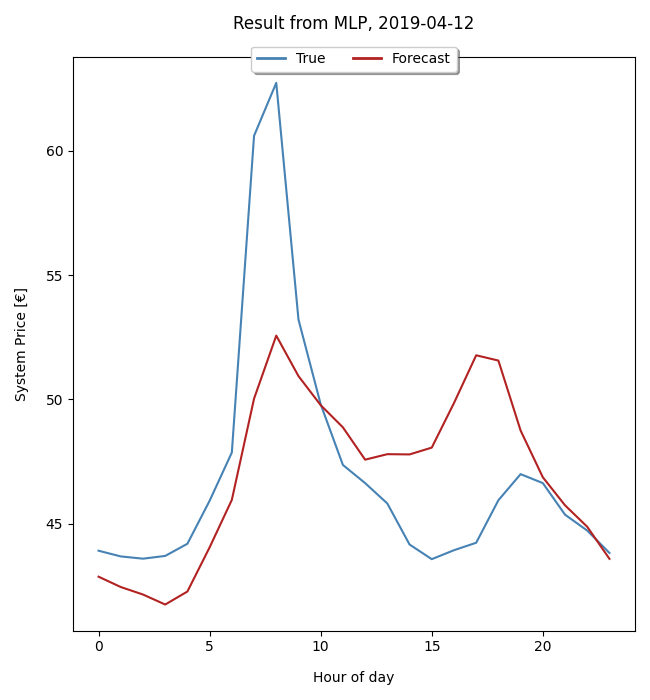 Result from MLP, 2019-04-12
True Forecast
60
55
50
45
System Price [€]
0 5 10 15 20
Hour of day